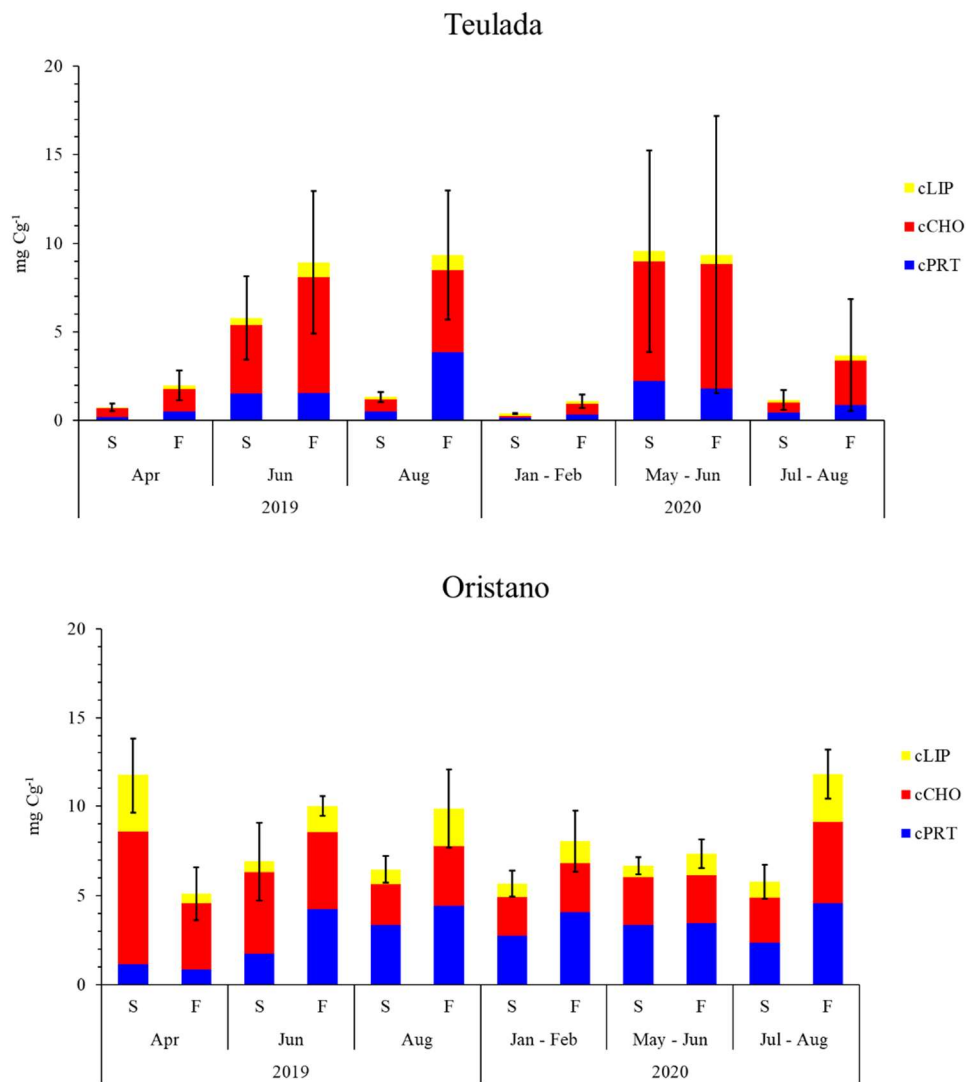 Teulada
20
15
10
5
0
mg Cg-1
cLIP
cCHO
cPRT
S F S F S F S F S F S F
Apr Jun Aug Jan - Feb May - Jun Jul - Aug
2019 2020
Oristano
20
15
10
5
0
mg Cg-1
cLIP
cCHO
cPRT
S F S F S F S F S F S F
Apr Jun Aug Jan - Feb May - Jun Jul - Aug
2019 2020